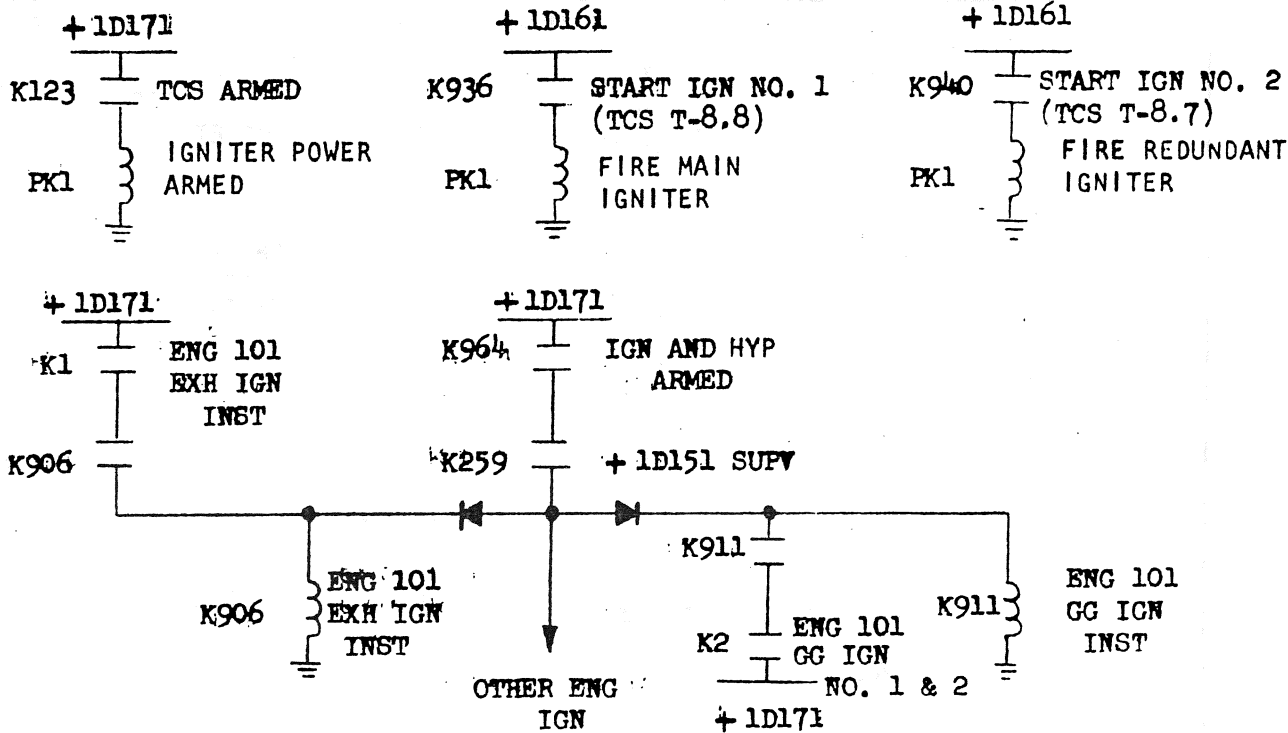 + 1D171
K123
TCS ARMED
PK1
IGNITER POWER
ARMED
+ 1D161
K936
START IGN NO. 1
(TCS T-8.8)
PK1
FIRE MAIN
IGNITER
+ 1D161
K940
START IGN NO. 2
(TCS T-8.7)
PK1
FIRE REDUNDANT
IGNITER
+ 1D171
K1
ENG 101
EXH IGN
INST
K906
+ 1D171
K964
IGN AND HYP
ARMED
K259
+ 1D151 SUPV
K906
ENG 101
EXH IGN
INST
OTHER ENG
IGN
K911
K2
ENG 101
GG IGN
NO. 1 & 2
+ 1D171
K911
ENG 101
GG IGN
INST